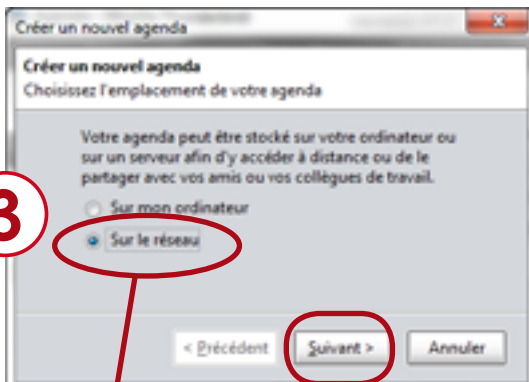 Créer un nouvel agenda
Créer un nouvel agenda
Choisissez l'emplacement de votre agenda
Votre agenda peut être stocké sur votre ordinateur ou
sur un serveur afin d'y accéder à distance ou de le
partager avec vos amis ou vos collègues de travail.
Sur mon ordinateur
3
Sur le réseau
< Précédent Suivant > Annuler